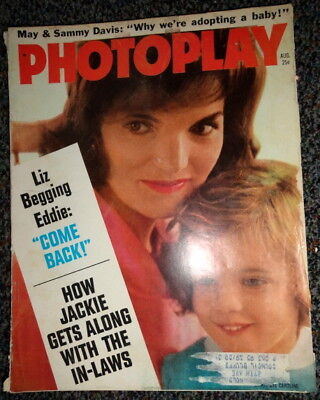 May & Sammy Davis: "Why we're adopting a baby!"
PHOTOPLAY
AUG.
25¢
Liz
Begging
Eddie:
"COME
BACK!"
HOW
JACKIE
GETS ALONG
WITH THE
IN-LAWS
CAROLINE